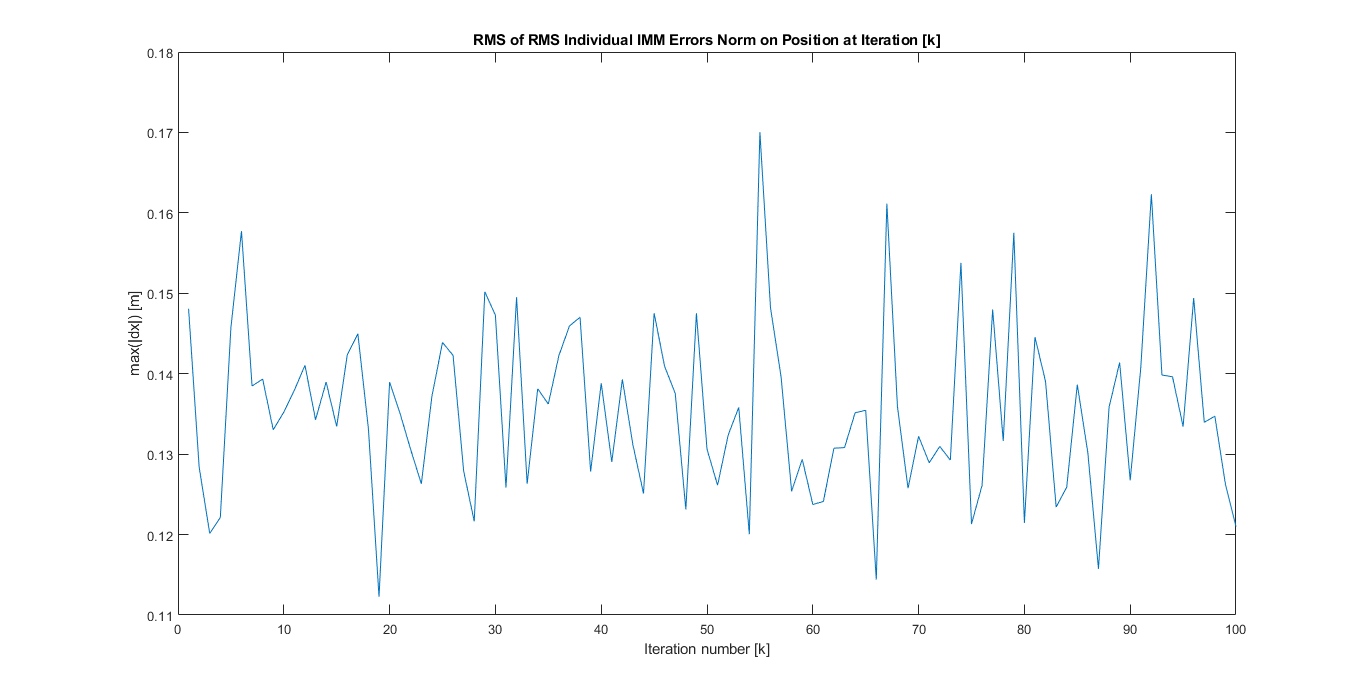 RMS of RMS Individual IMM Errors Norm on Position at Iteration [k]
0.18
0.17
0.16
0.15
0.14
0.13
0.12
0.11
max(|dx|) [m]
0 10 20 30 40 50 60 70 80 90 100
Iteration number [k]